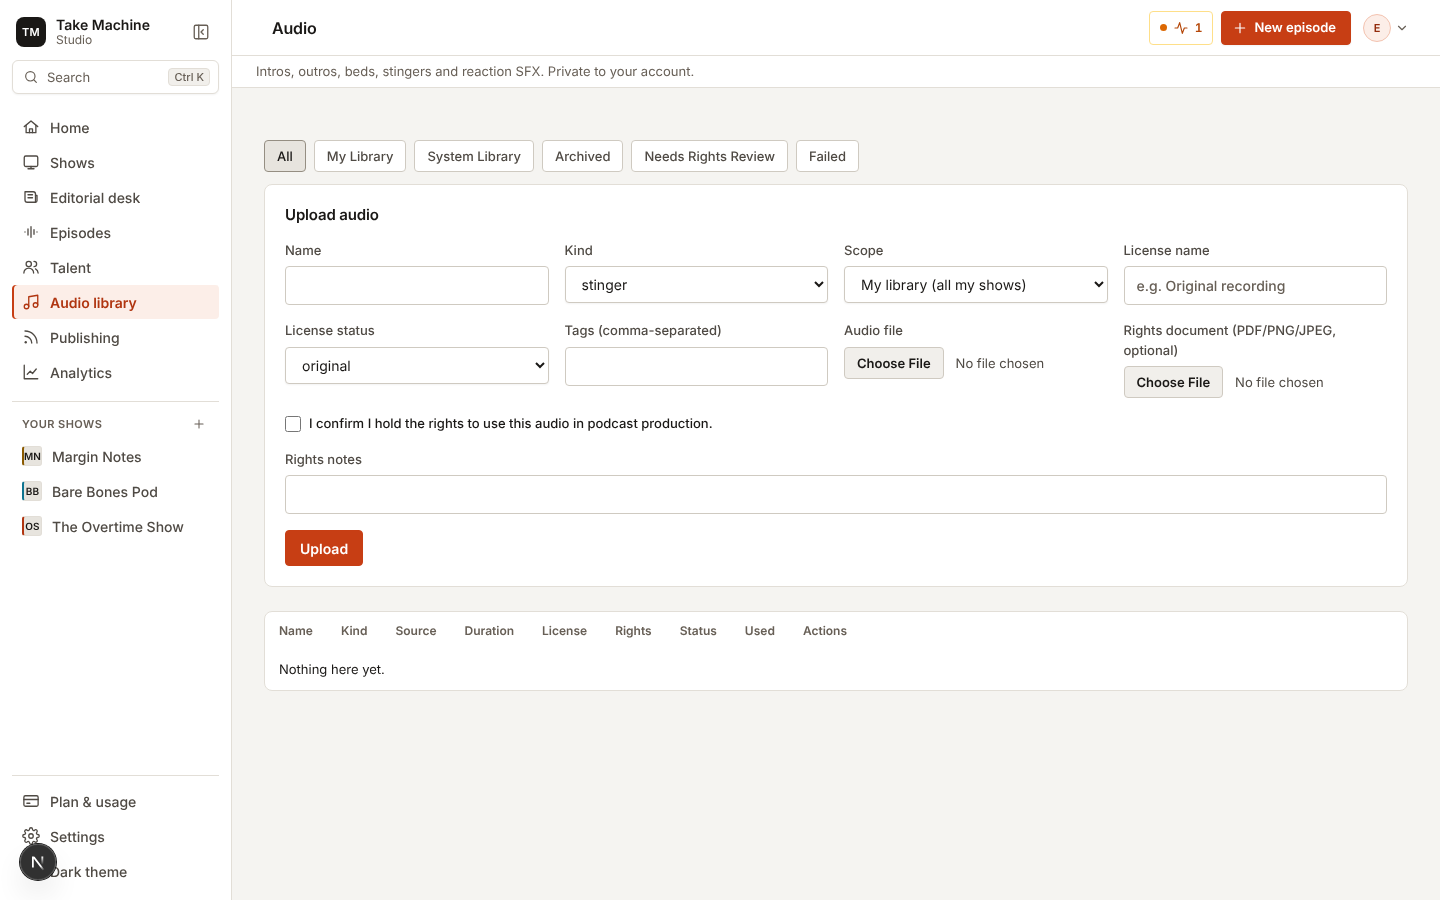 TM
Take Machine
Studio
Search
Ctrl K
Home
Shows
Editorial desk
Episodes
Talent
Audio library
Publishing
Analytics
YOUR SHOWS
MN Margin Notes
BB Bare Bones Pod
OS The Overtime Show
Plan & usage
Settings
N
Dark theme
Audio
1
New episode
E
Intros, outros, beds, stingers and reaction SFX. Private to your account.
All My Library System Library Archived Needs Rights Review Failed
Upload audio
Name Kind Scope License name
stinger My library (all my shows) e.g. Original recording
License status Tags (comma-separated) Audio file Rights document (PDF/PNG/JPEG,
optional)
original Choose File No file chosen
Choose File No file chosen
I confirm I hold the rights to use this audio in podcast production.
Rights notes
Upload
Name Kind Source Duration License Rights Status Used Actions
Nothing here yet.